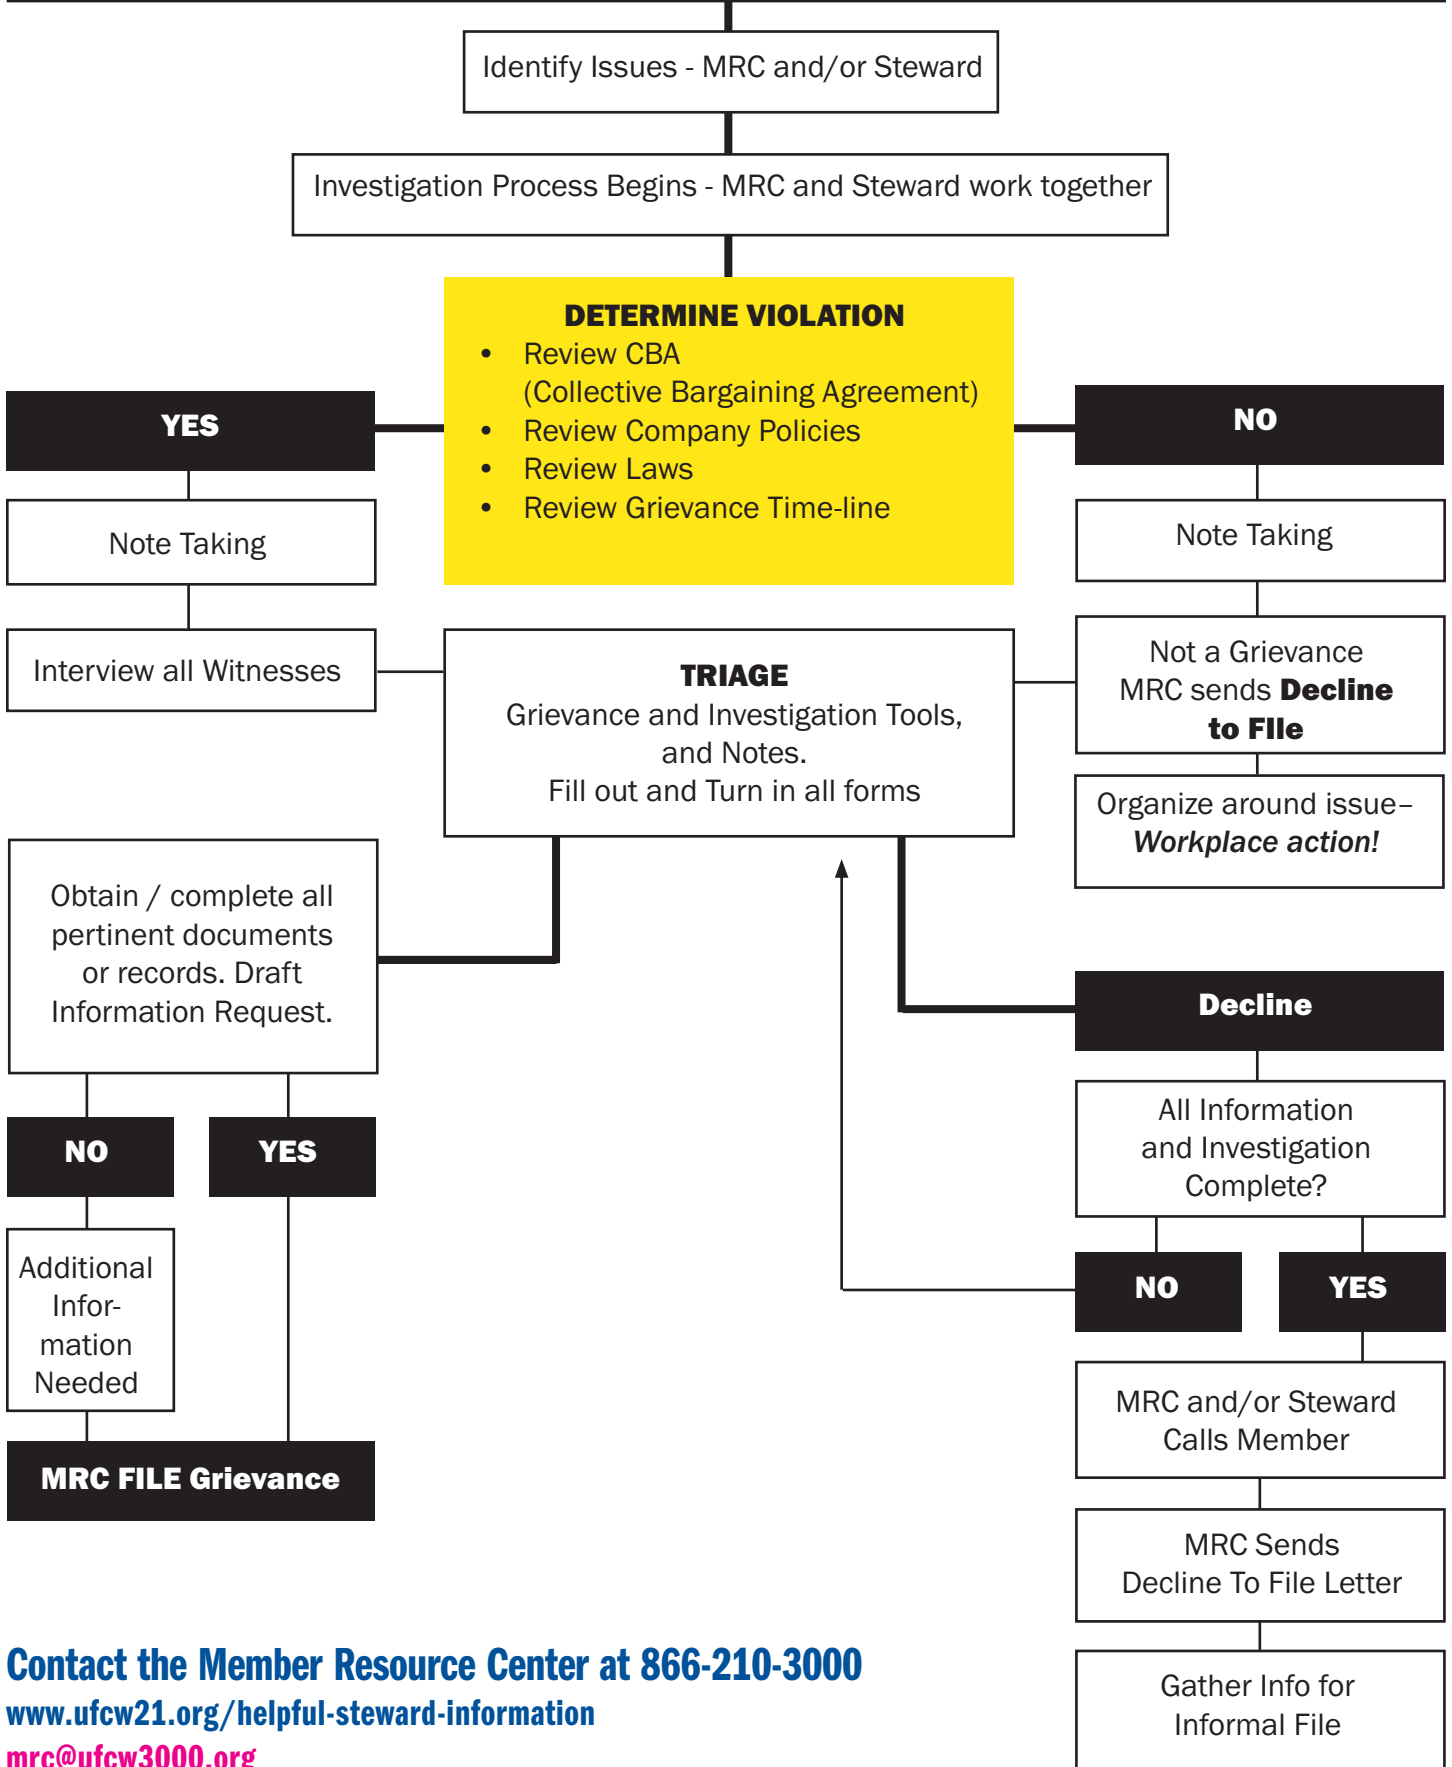 Identify Issues - MRC and/or Steward
Investigation Process Begins - MRC and Steward work together
DETERMINE VIOLATION
• Review CBA
(Collective Bargaining Agreement)
• Review Company Policies
• Review Laws
• Review Grievance Time-line
YES
Note Taking
Interview all Witnesses
NO
Note Taking
Not a Grievance
MRC sends Decline
to FIle
Organize around issue–
Workplace action!
TRIAGE
Grievance and Investigation Tools,
and Notes.
Fill out and Turn in all forms
Obtain / complete all
pertinent documents
or records. Draft
Information Request.
NO
YES
Additional
Infor-
mation
Needed
MRC FILE Grievance
Decline
All Information
and Investigation
Complete?
NO
YES
MRC and/or Steward
Calls Member
MRC Sends
Decline To File Letter
Gather Info for
Informal File
Contact the Member Resource Center at 866-210-3000
www.ufcw21.org/helpful-steward-information
mrc@ufcw3000.org